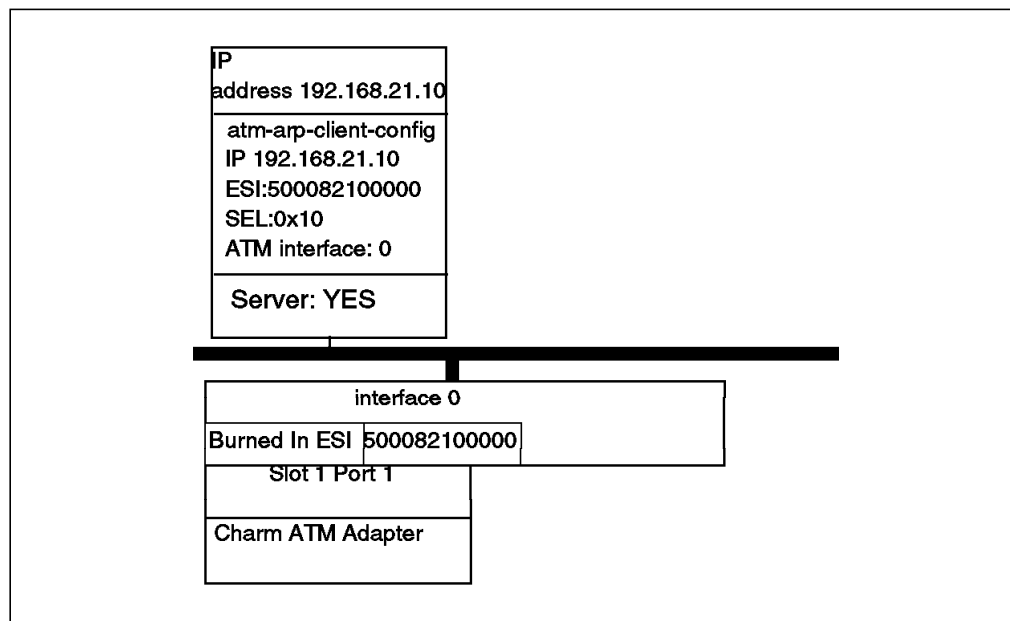 IP
address 192.168.21.10
atm-arp-client-config
IP 192.168.21.10
ESI:500082100000
SEL:0x10
ATM interface: 0
Server: YES
interface 0
Burned In ESI 500082100000
Slot 1 Port 1
Charm ATM Adapter